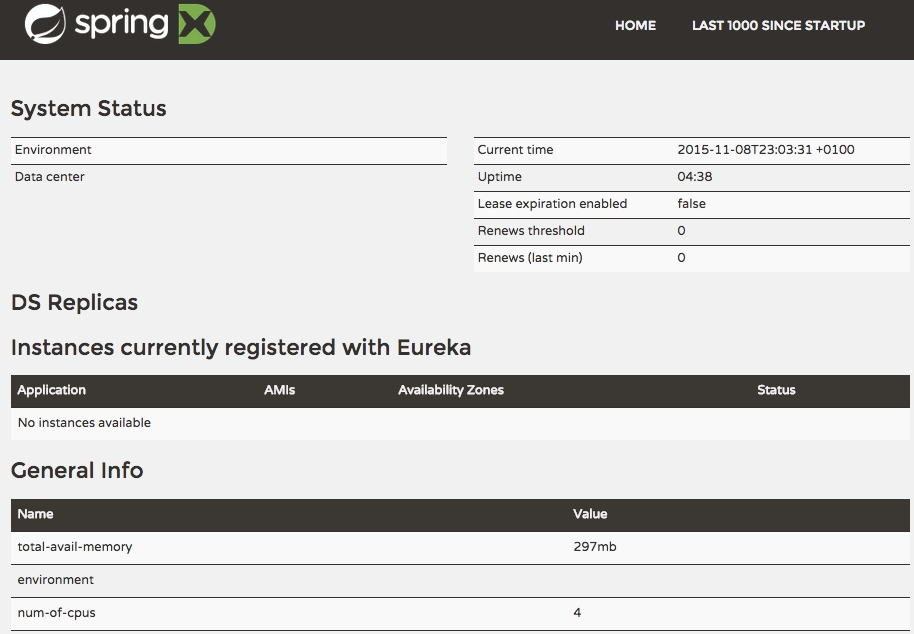 spring
HOME LAST 1000 SINCE STARTUP
System Status
Environment
Data center
Current time 2015-11-08T23:03:31 +0100
Uptime 04:38
Lease expiration enabled false
Renews threshold 0
Renews (last min) 0
DS Replicas
Instances currently registered with Eureka
Application AMIs Availability Zones Status
No instances available
General Info
Name Value
total-avail-memory 297mb
environment
num-of-cpus 4